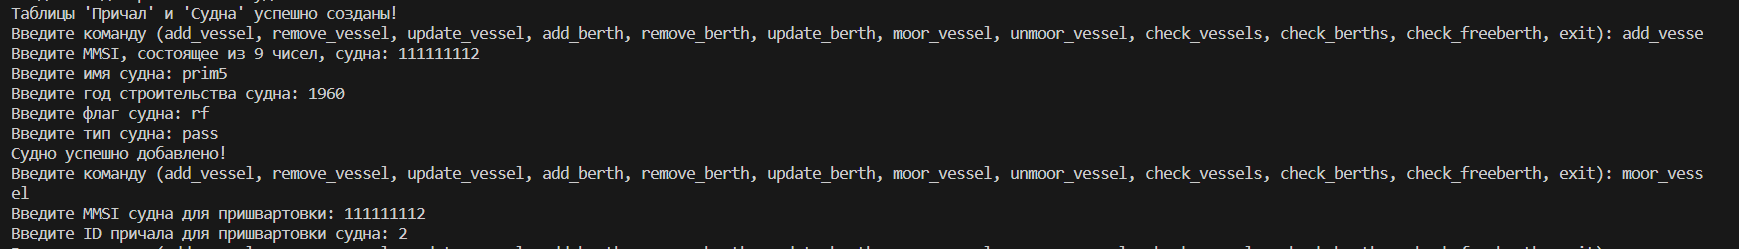 Таблицы 'Причал' и 'Судна' успешно созданы!
Введите команду (add_vessel, remove_vessel, update_vessel, add_berth, remove_berth, update_berth, moor_vessel, unmoor_vessel, check_vessels, check_berths, check_freeberth, exit): add_vesse
Введите MMSI, состоящее из 9 чисел, судна: 111111112
Введите имя судна: prim5
Введите год строительства судна: 1960
Введите флаг судна: rf
Введите тип судна: pass
Судно успешно добавлено!
Введите команду (add_vessel, remove_vessel, update_vessel, add_berth, remove_berth, update_berth, moor_vessel, unmoor_vessel, check_vessels, check_berths, check_freeberth, exit): moor_vess
el
Введите MMSI судна для пришвартовки: 111111112
Введите ID причала для пришвартовки судна: 2